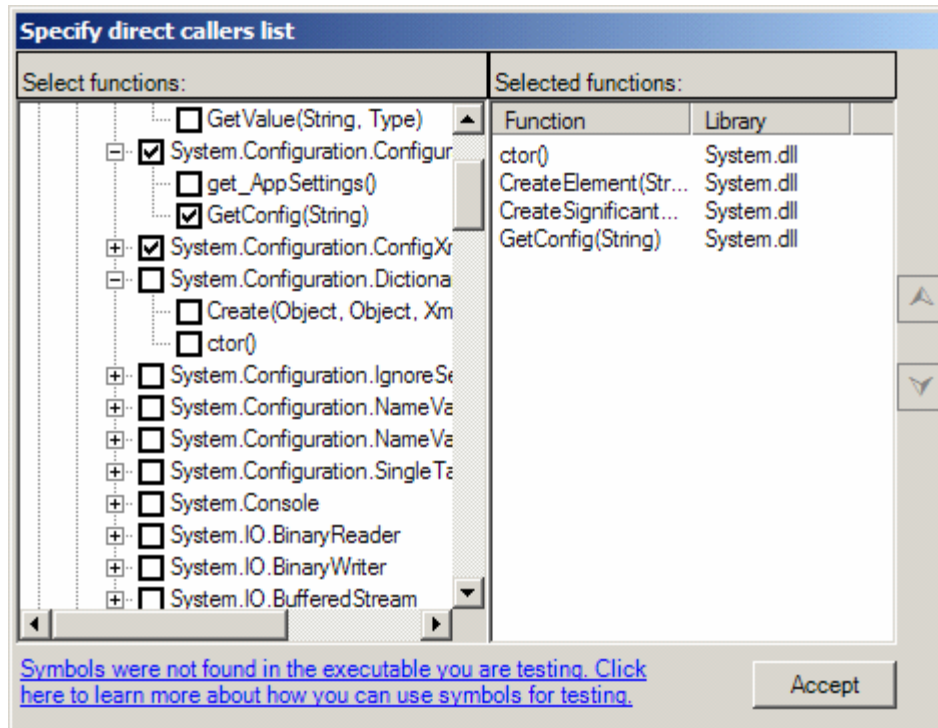 Specify direct callers list
Select functions:
GetValue(String, Type)
System.Configuration.Configur
get_AppSettings()
GetConfig(String)
System.Configuration.ConfigXr
System.Configuration.Dictiona
Create(Object, Object, Xm
ctor()
System.Configuration.IgnoreSe
System.Configuration.NameVa
System.Configuration.NameVa
System.Configuration.SingleTa
System.Console
System.IO.BinaryReader
System.IO.BinaryWriter
System.IO.BufferedStream
Selected functions:
Function Library
ctor() System.dll
CreateElement(Str... System.dll
CreateSignificant... System.dll
GetConfig(String) System.dll
Symbols were not found in the executable you are testing. Click
here to learn more about how you can use symbols for testing.
Accept